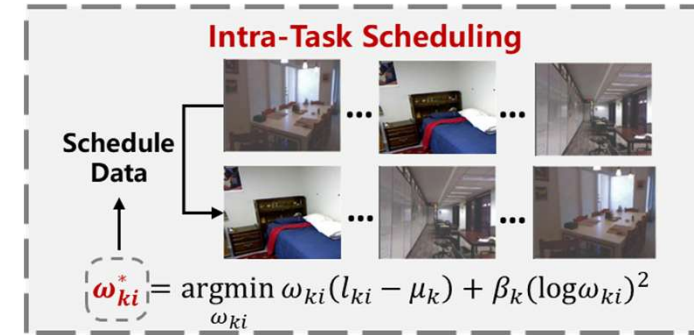 Intra-Task Scheduling
... ...
Schedule
Data
... ...
ω*ₖᵢ = argmin ωₖᵢ(lₖᵢ − μₖ) + βₖ(logωₖᵢ)²
ωₖᵢ